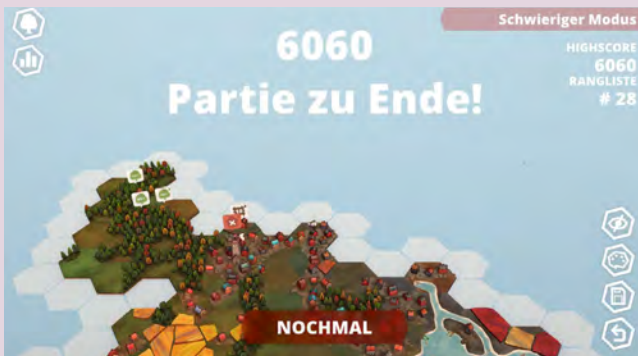 Schwieriger Modus
6060
Partie zu Ende!
HIGHSCORE
6060
RANGLISTE
# 28
NOCHMAL